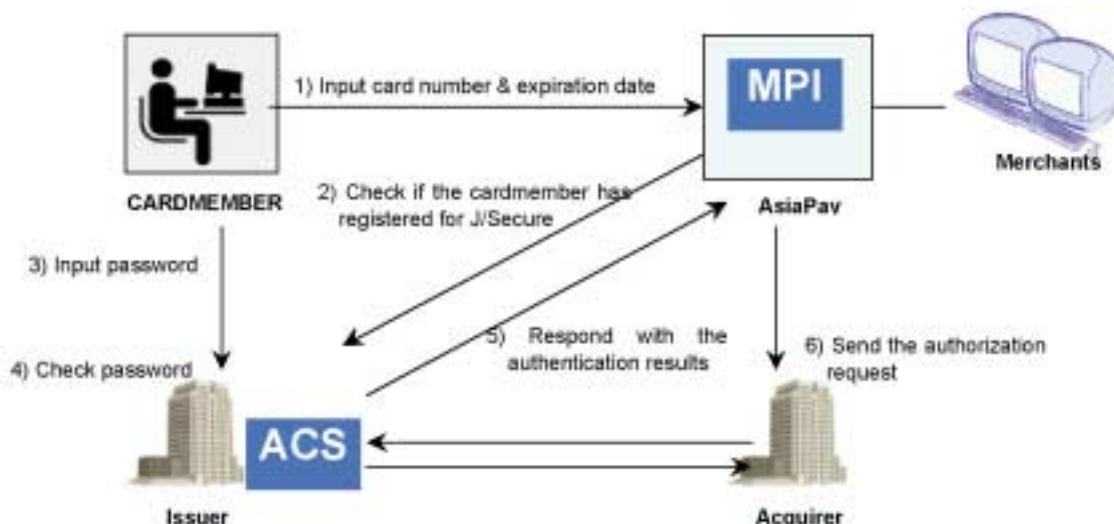 1) Input card number & expiration date
MPI
Merchants
CARDMEMBER
2) Check if the cardmember has
registered for J/Secure
AsiaPay
3) Input password
5) Respond with the
authentication results
6) Send the authorization
request
4) Check password
ACS
Issuer
Acquirer